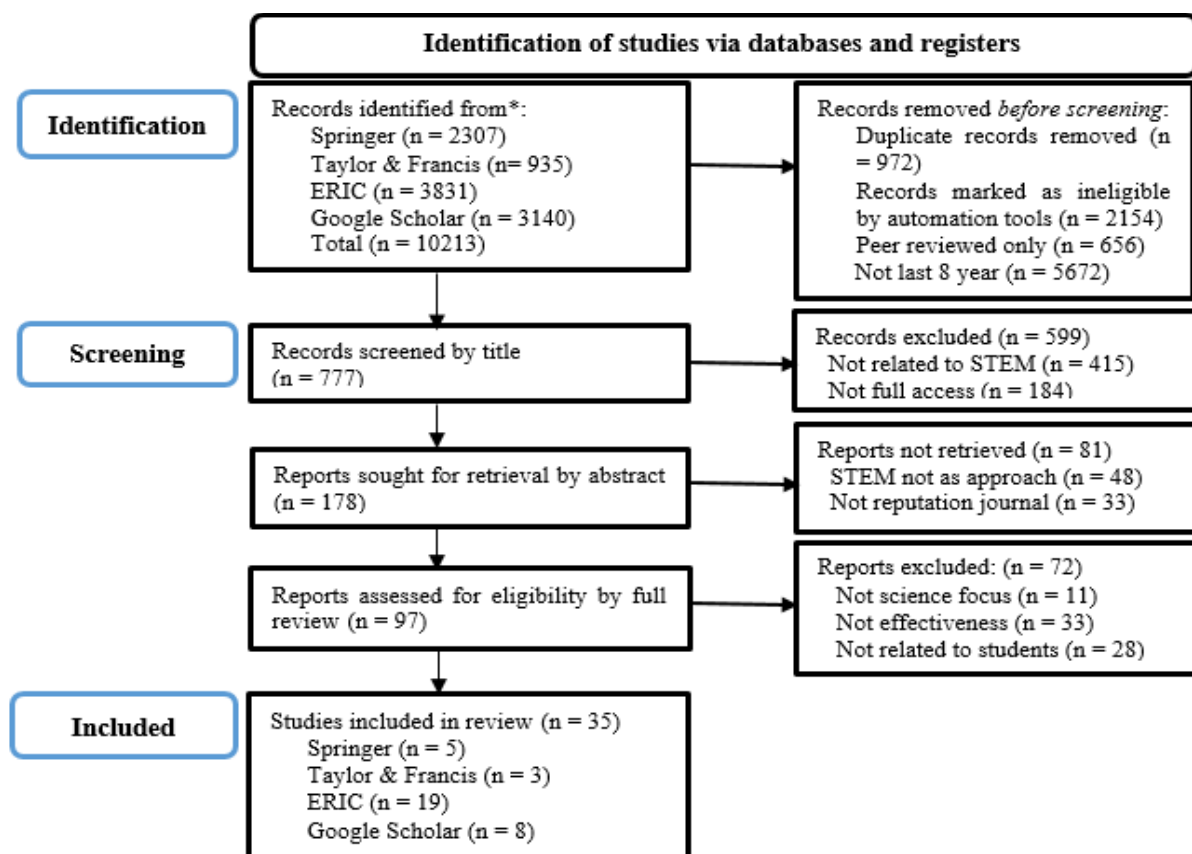 Identification of studies via databases and registers
Identification
Records identified from*:
Springer (n = 2307)
Taylor & Francis (n= 935)
ERIC (n = 3831)
Google Scholar (n = 3140)
Total (n = 10213)
Records removed before screening:
Duplicate records removed (n
= 972)
Records marked as ineligible
by automation tools (n = 2154)
Peer reviewed only (n = 656)
Not last 8 year (n = 5672)
Screening
Records screened by title
(n = 777)
Records excluded (n = 599)
Not related to STEM (n = 415)
Not full access (n = 184)
Reports sought for retrieval by abstract
(n = 178)
Reports not retrieved (n = 81)
STEM not as approach (n = 48)
Not reputation journal (n = 33)
Reports assessed for eligibility by full
review (n = 97)
Reports excluded: (n = 72)
Not science focus (n = 11)
Not effectiveness (n = 33)
Not related to students (n = 28)
Included
Studies included in review (n = 35)
Springer (n = 5)
Taylor & Francis (n = 3)
ERIC (n = 19)
Google Scholar (n = 8)